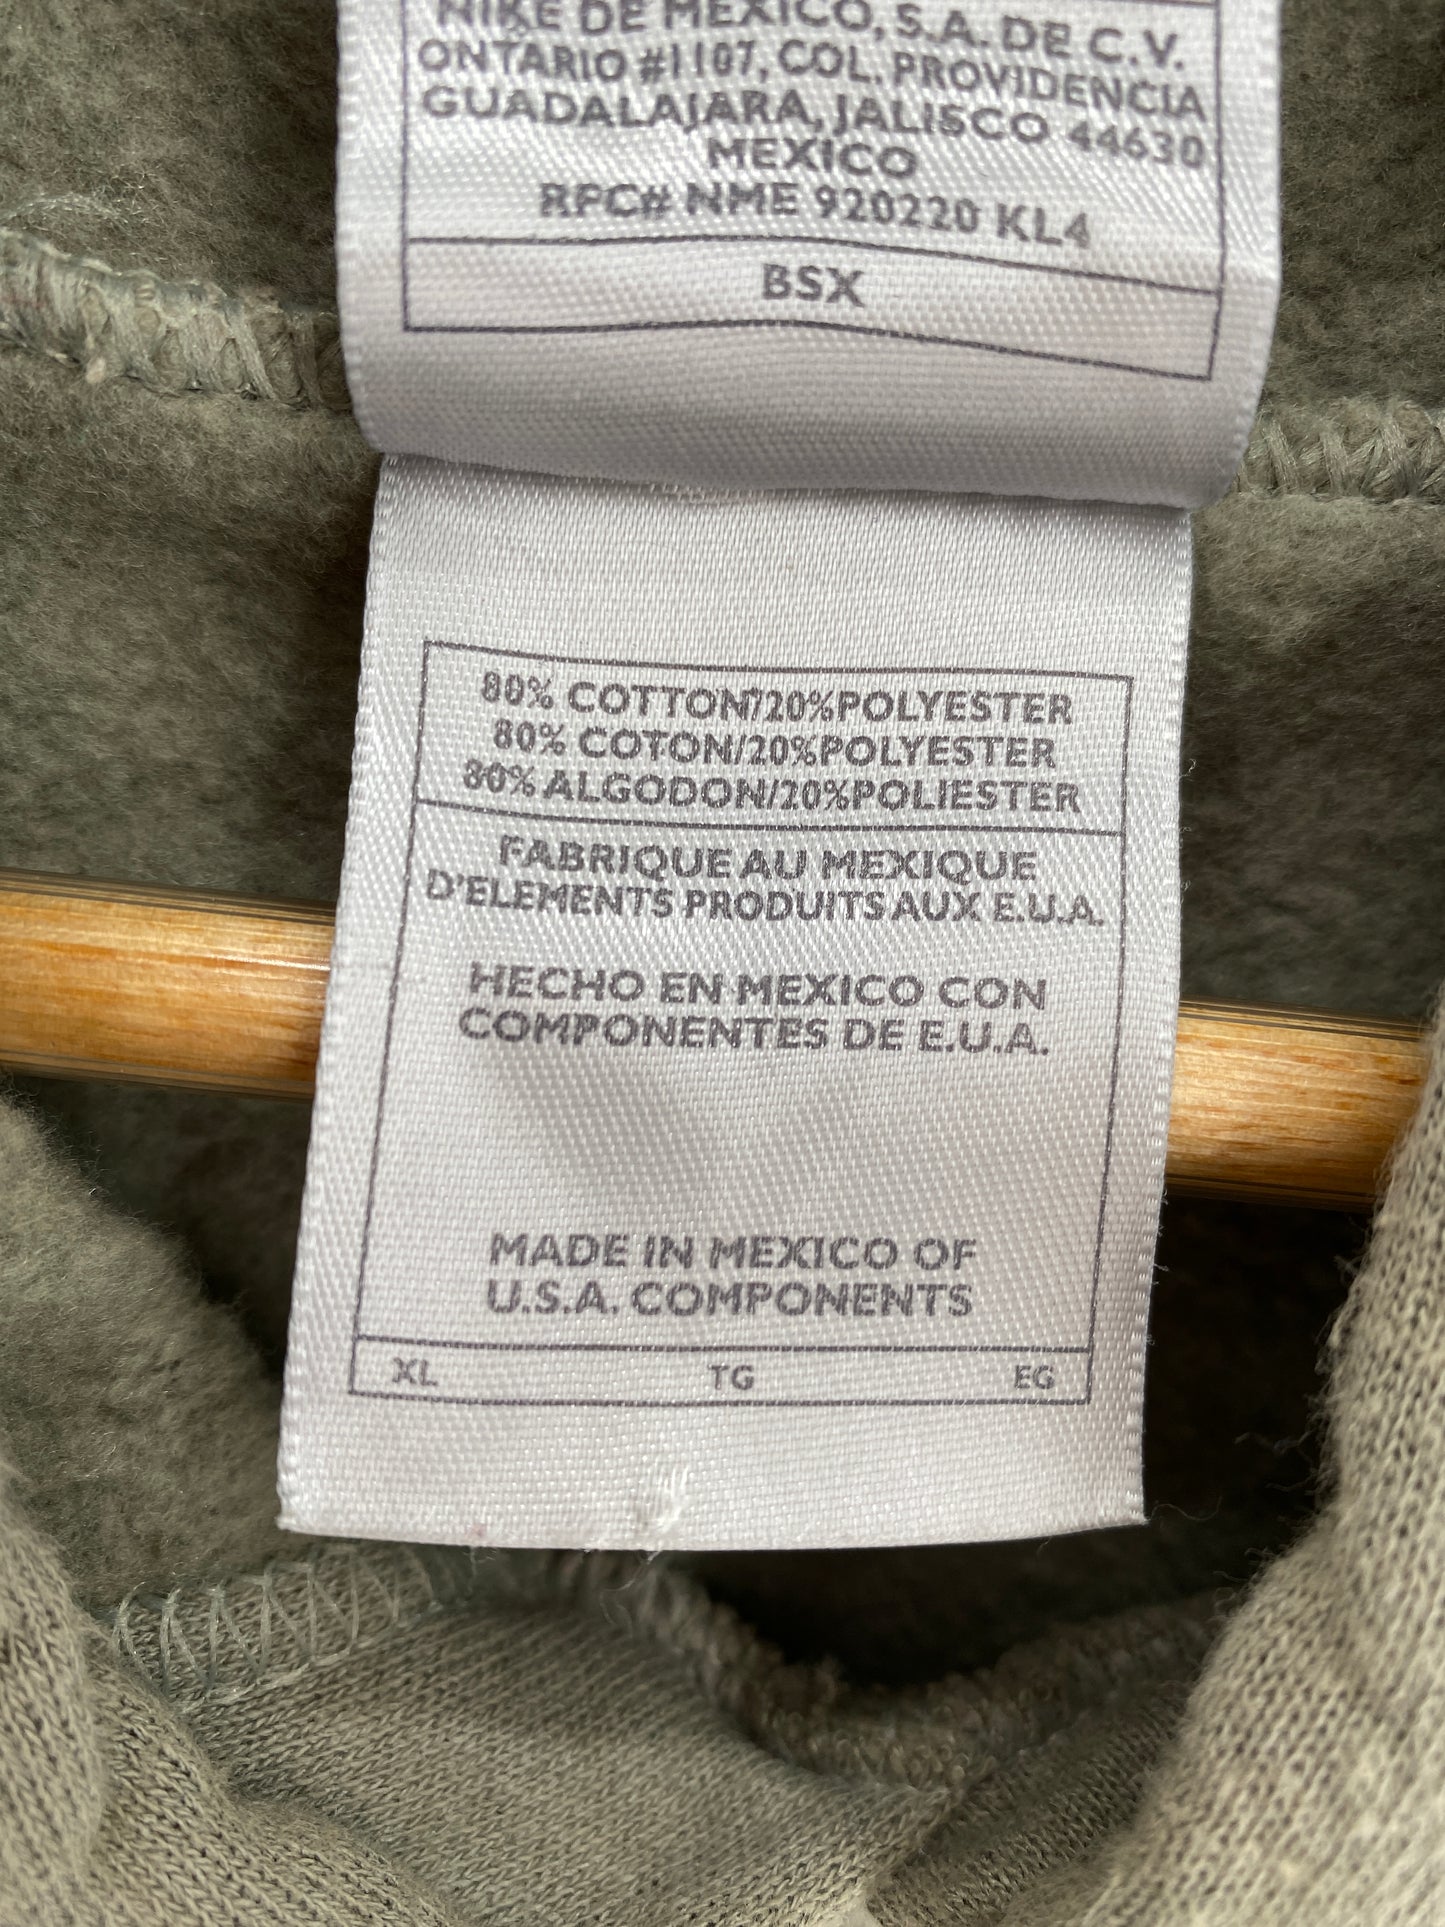 NIKE DE MEXICO, S.A. DE C.V.
ONTARIO #1107, COL. PROVIDENCIA
GUADALAJARA, JALISCO 44630
MEXICO
RFC# NME 920220 KL4
BSX
80% COTTON/20%POLYESTER
80% COTON/20%POLYESTER
80% ALGODON/20%POLIESTER
FABRIQUE AU MEXIQUE
D'ELEMENTS PRODUITS AUX E.U.A.
HECHO EN MEXICO CON
COMPONENTES DE E.U.A.
MADE IN MEXICO OF
U.S.A. COMPONENTS
XL TG EG